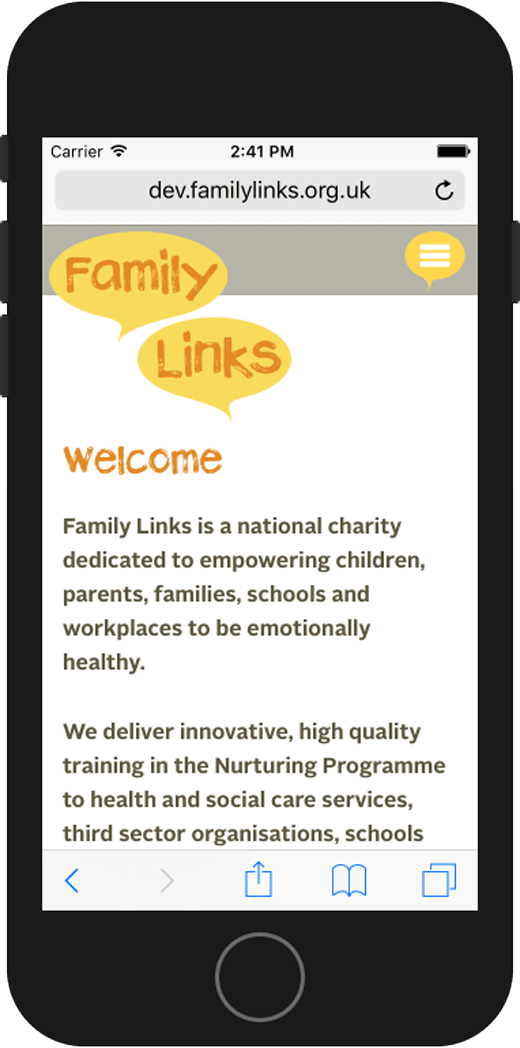 Carrier 2:41 PM
dev.familylinks.org.uk
Family
Links
Welcome
Family Links is a national charity
dedicated to empowering children,
parents, families, schools and
workplaces to be emotionally
healthy.
We deliver innovative, high quality
training in the Nurturing Programme
to health and social care services,
third sector organisations, schools